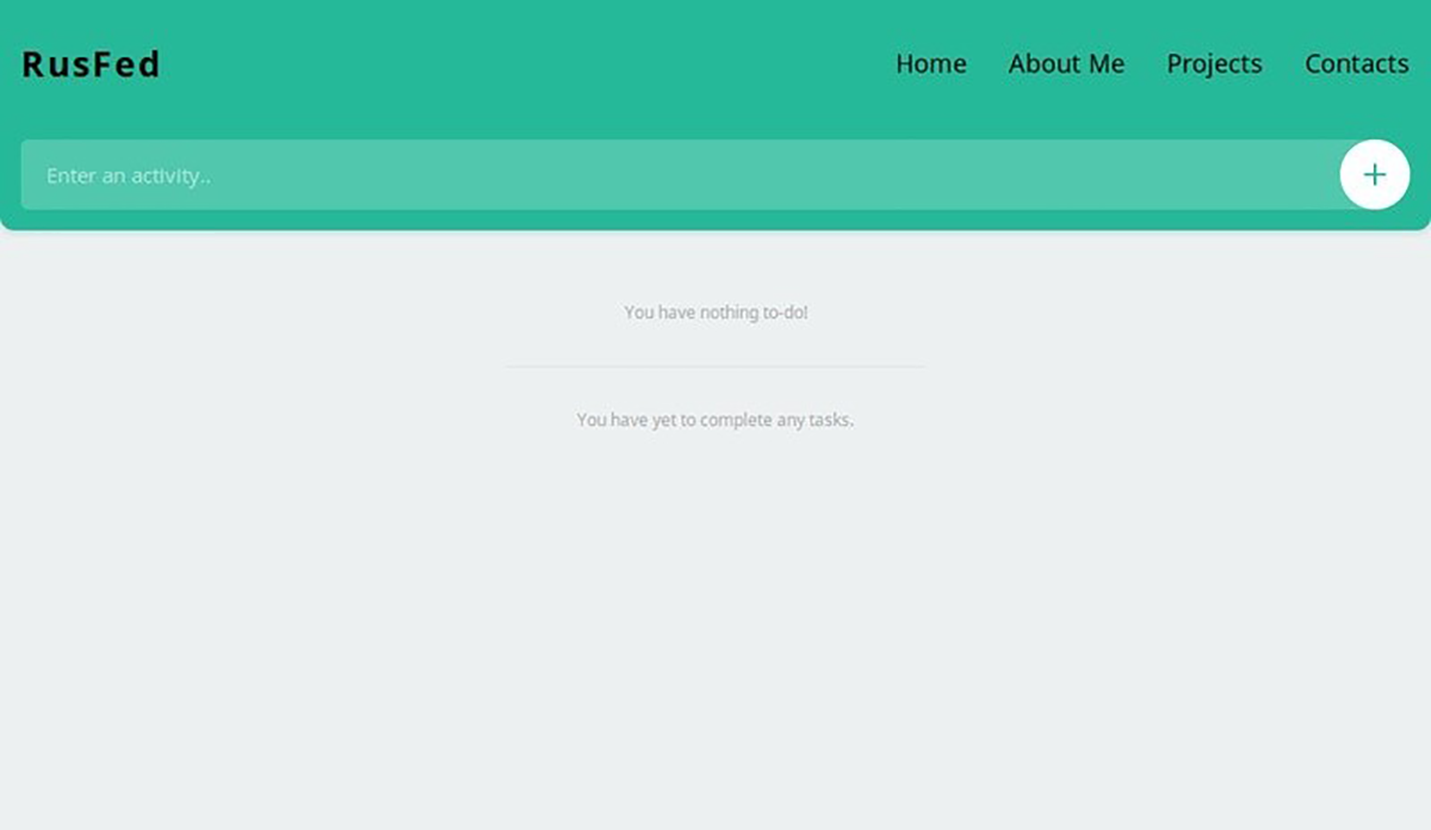 RusFed Home About Me Projects Contacts
Enter an activity..
You have nothing to-do!
You have yet to complete any tasks.